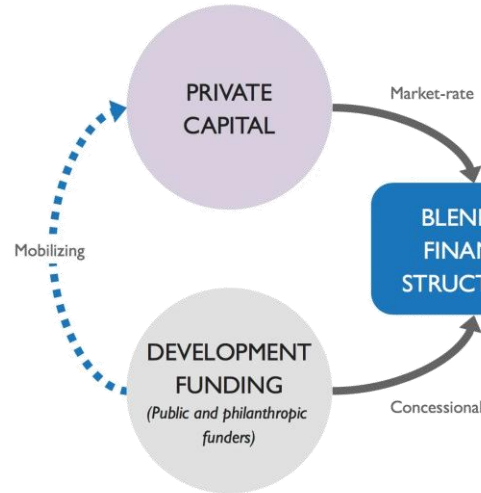 PRIVATE
CAPITAL
Market-rate
BLEN
FINAN
STRUCT
Mobilizing
DEVELOPMENT
FUNDING
(Public and philanthropic
funders)
Concessional